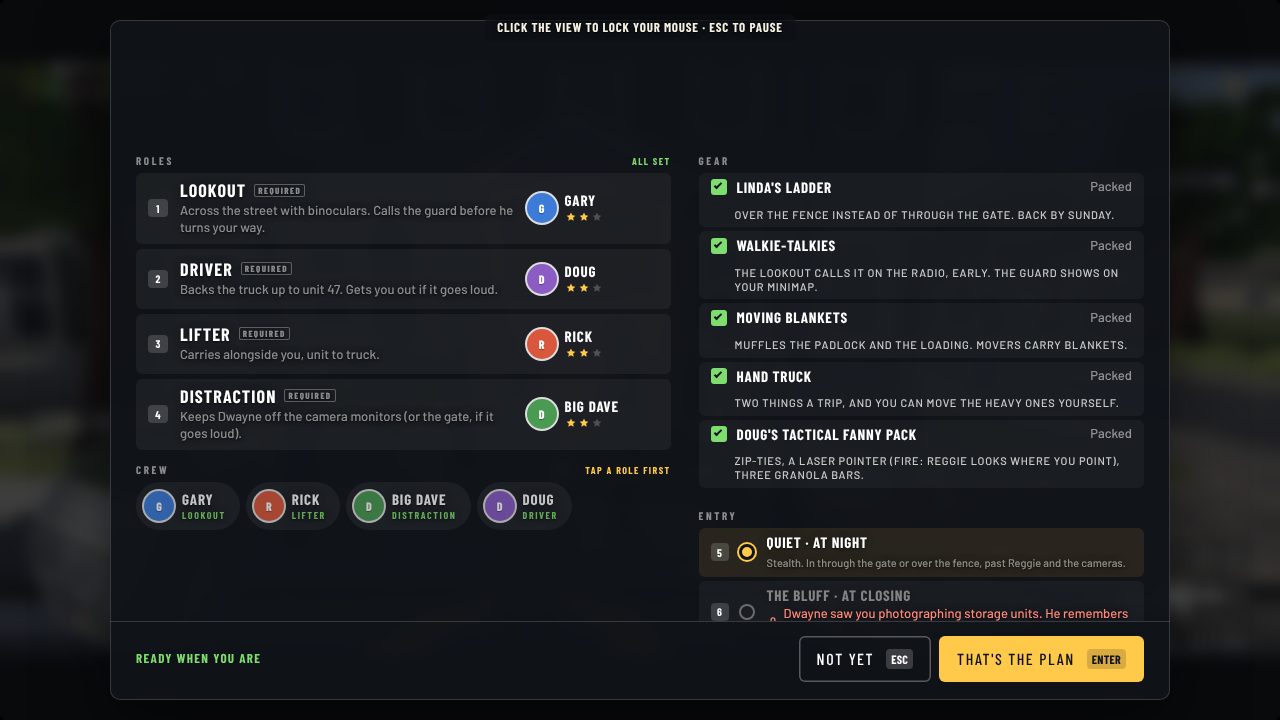 CLICK THE VIEW TO LOCK YOUR MOUSE · ESC TO PAUSE
ROLES
ALL SET
1
LOOKOUT
REQUIRED
Across the street with binoculars. Calls the guard before he
turns your way.
G
GARY
2
DRIVER
REQUIRED
Backs the truck up to unit 47. Gets you out if it goes loud.
D
DOUG
3
LIFTER
REQUIRED
Carries alongside you, unit to truck.
R
RICK
4
DISTRACTION
REQUIRED
Keeps Dwayne off the camera monitors (or the gate, if it
goes loud).
D
BIG DAVE
CREW
TAP A ROLE FIRST
G
GARY
LOOKOUT
R
RICK
LIFTER
D
BIG DAVE
DISTRACTION
D
DOUG
DRIVER
GEAR
LINDA'S LADDER
Packed
OVER THE FENCE INSTEAD OF THROUGH THE GATE. BACK BY SUNDAY.
WALKIE-TALKIES
Packed
THE LOOKOUT CALLS IT ON THE RADIO, EARLY. THE GUARD SHOWS ON
YOUR MINIMAP.
MOVING BLANKETS
Packed
MUFFLES THE PADLOCK AND THE LOADING. MOVERS CARRY BLANKETS.
HAND TRUCK
Packed
TWO THINGS A TRIP, AND YOU CAN MOVE THE HEAVY ONES YOURSELF.
DOUG'S TACTICAL FANNY PACK
Packed
ZIP-TIES, A LASER POINTER (FIRE: REGGIE LOOKS WHERE YOU POINT),
THREE GRANOLA BARS.
ENTRY
5
QUIET · AT NIGHT
Stealth. In through the gate or over the fence, past Reggie and the cameras.
6
THE BLUFF · AT CLOSING
Dwayne saw you photographing storage units. He remembers
READY WHEN YOU ARE
NOT YET ESC
THAT'S THE PLAN ENTER